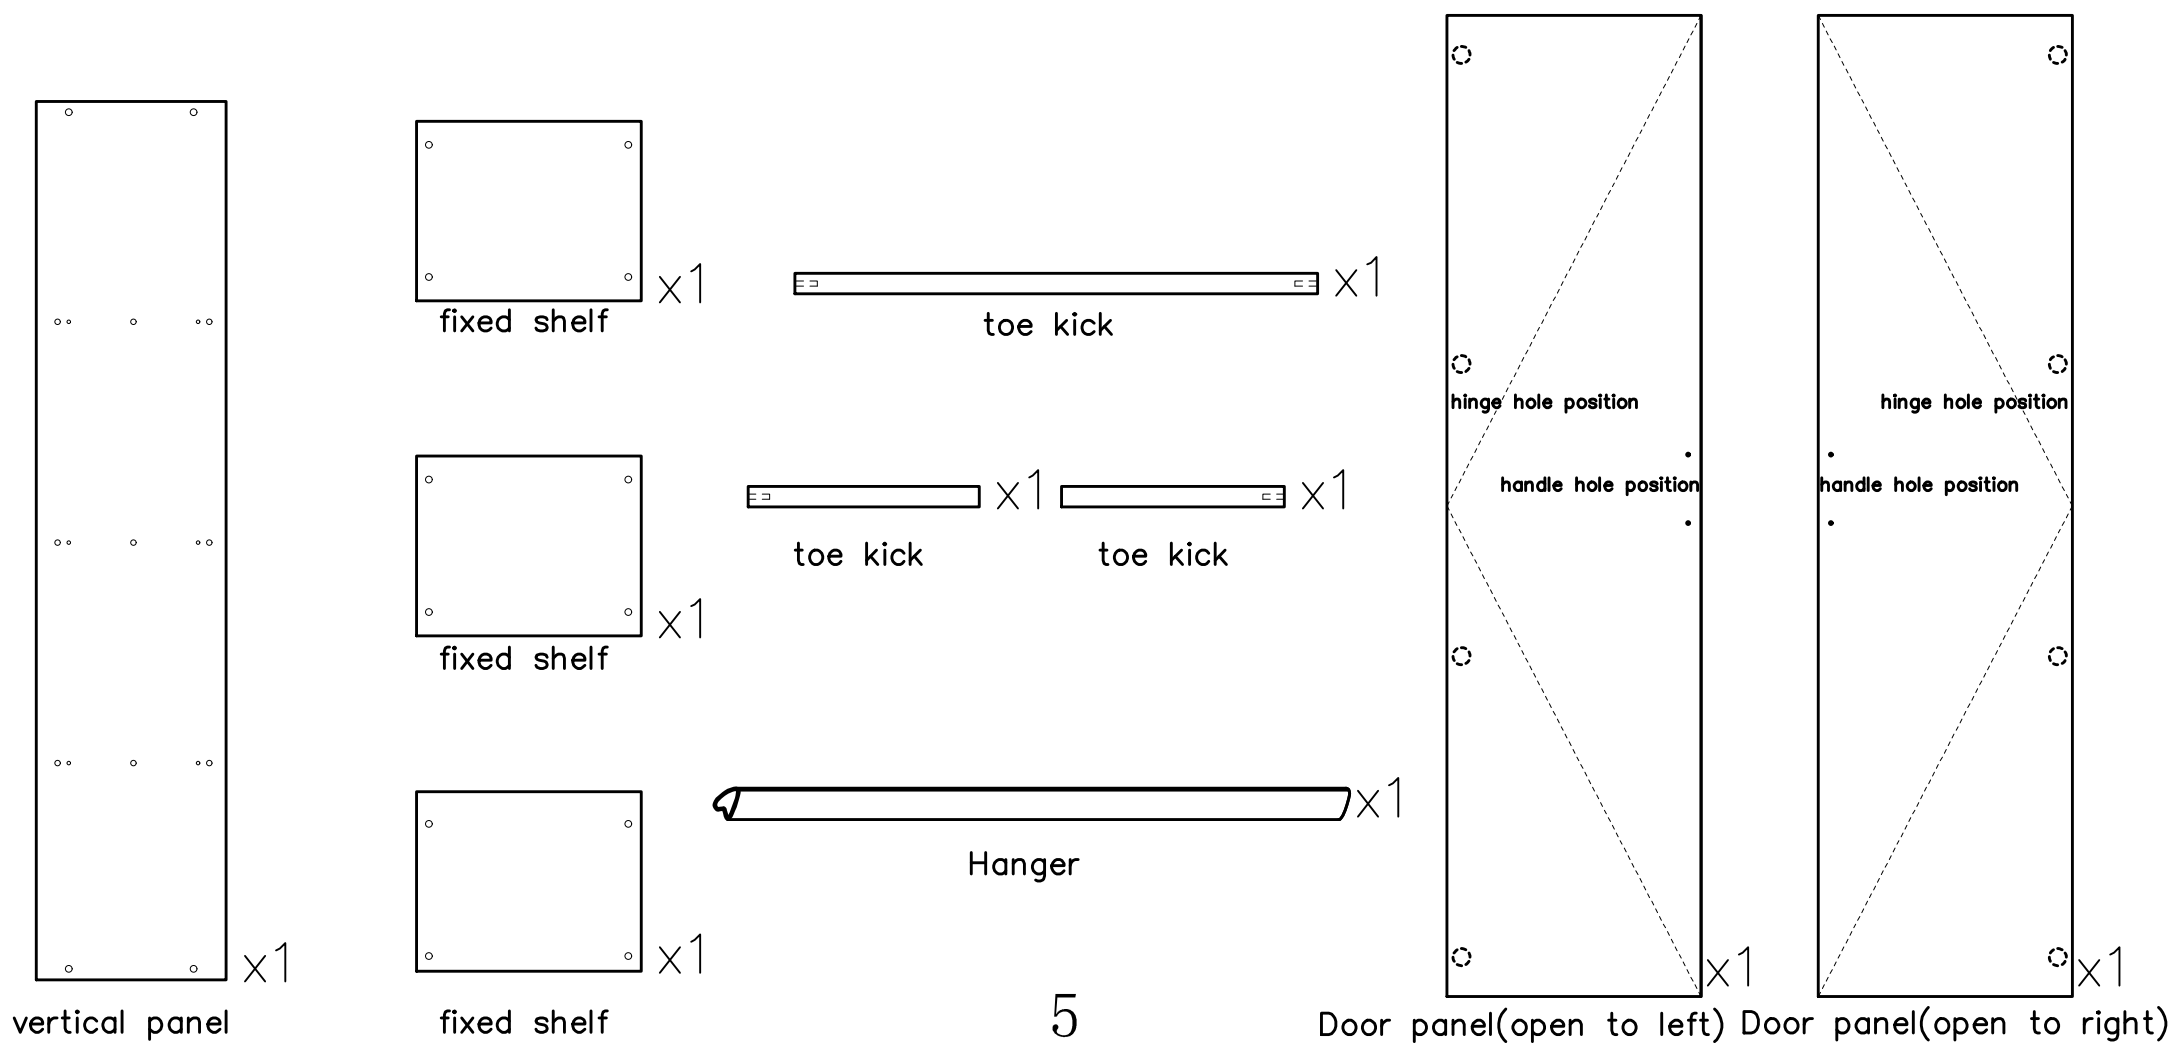 x1
vertical panel
x1
fixed shelf
x1
fixed shelf
x1
fixed shelf
x1
toe kick
x1
toe kick
x1
toe kick
x1
Hanger
5
hinge hole position
handle hole position
x1
Door panel(open to left)
hinge hole position
handle hole position
x1
Door panel(open to right)